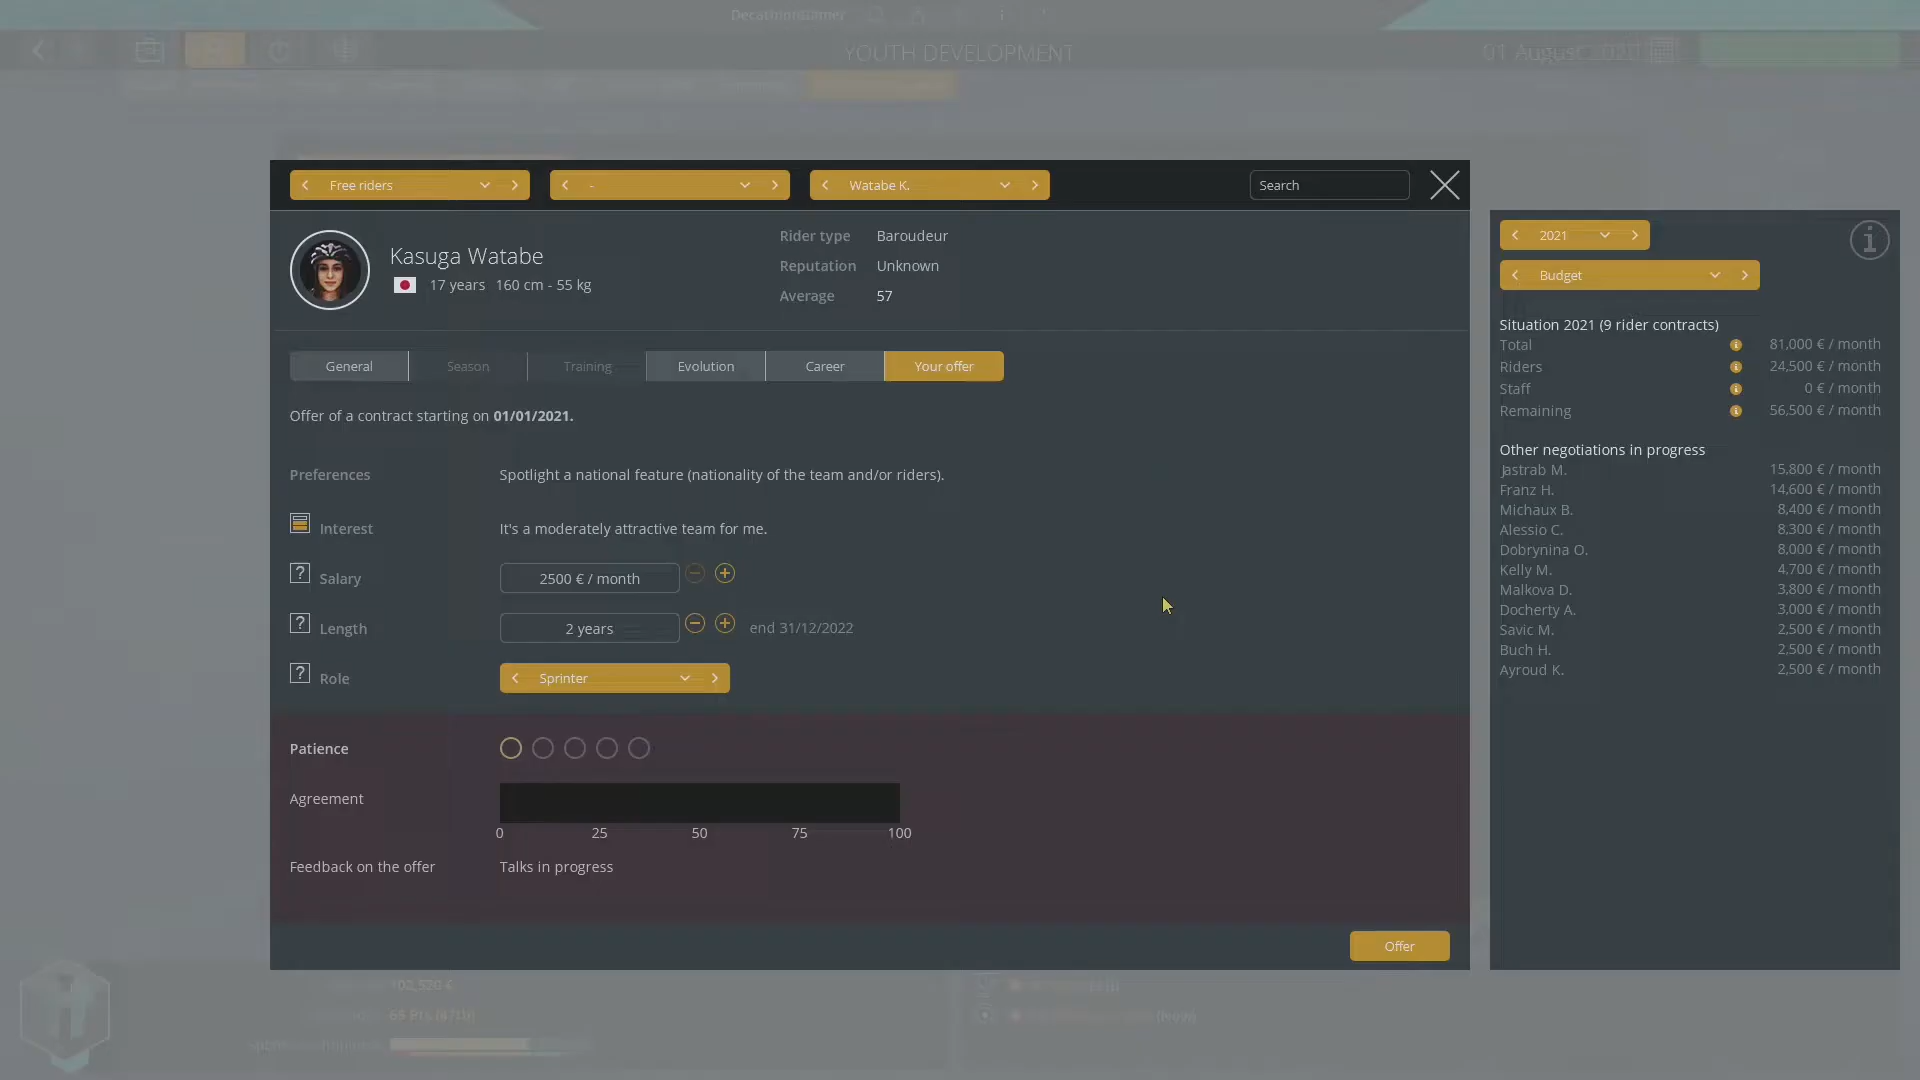 DecathlonGamer
YOUTH DEVELOPMENT
01 August 2020
Free riders
-
Watabe K.
Search
Kasuga Watabe
17 years 160 cm - 55 kg
Rider type Baroudeur
Reputation Unknown
Average 57
General
Season
Training
Evolution
Career
Your offer
Offer of a contract starting on 01/01/2021.
Preferences Spotlight a national feature (nationality of the team and/or riders).
Interest It's a moderately attractive team for me.
? Salary 2500 € / month
? Length 2 years end 31/12/2022
? Role Sprinter
Patience
Agreement
0 25 50 75 100
Feedback on the offer Talks in progress
Offer
2021
Budget
Situation 2021 (9 rider contracts)
Total 81,000 € / month
Riders 24,500 € / month
Staff 0 € / month
Remaining 56,500 € / month
Other negotiations in progress
Jastrab M. 15,800 € / month
Franz H. 14,600 € / month
Michaux B. 8,400 € / month
Alessio C. 8,300 € / month
Dobrynina O. 8,000 € / month
Kelly M. 4,700 € / month
Malkova D. 3,800 € / month
Docherty A. 3,000 € / month
Savic M. 2,500 € / month
Buch H. 2,500 € / month
Ayroud K. 2,500 € / month
102,520 €